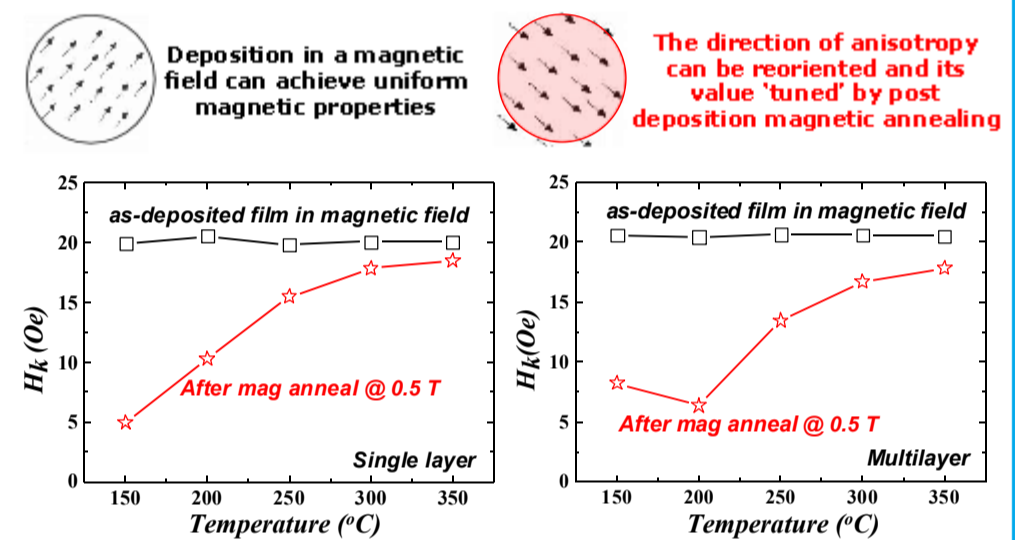 Deposition in a magnetic
field can achieve uniform
magnetic properties
The direction of anisotropy
can be reoriented and its
value 'tuned' by post
deposition magnetic annealing
25
20
15
10
5
0
Hk (Oe)
as-deposited film in magnetic field
After mag anneal @ 0.5 T
Single layer
150 200 250 300 350
Temperature (°C)
25
20
15
10
5
0
Hk(Oe)
as-deposited film in magnetic field
After mag anneal @ 0.5 T
Multilayer
150 200 250 300 350
Temperature (°C)